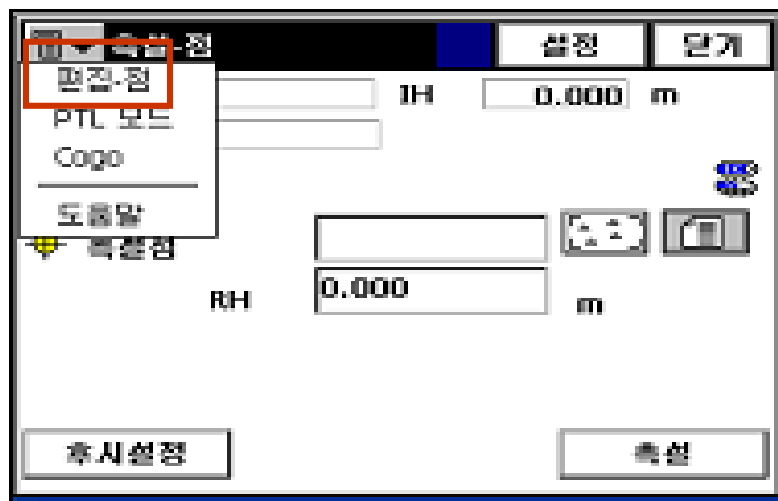 측설-점 설정 닫기
편집-점
IH 0.000 m
PTL 모드
Cogo
도움말
측설점
RH 0.000 m
후시설정 측설